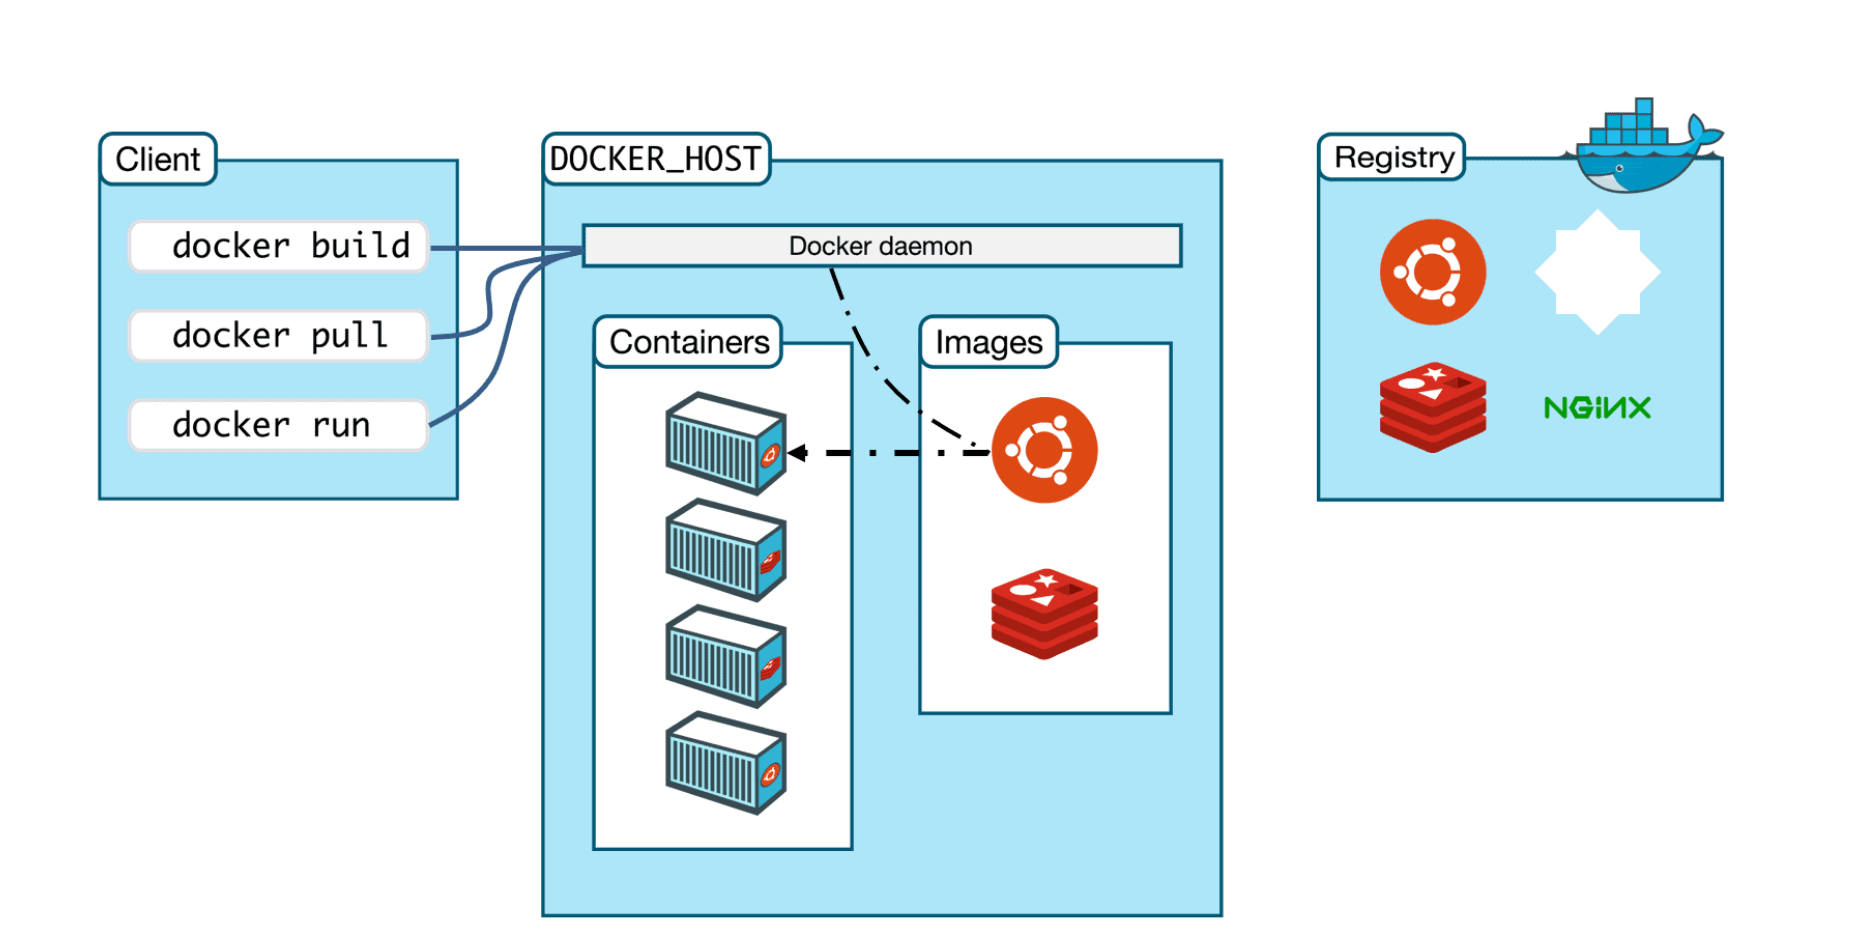 Client
docker build
docker pull
docker run
DOCKER_HOST
Docker daemon
Containers
Images
Registry
NGiNX